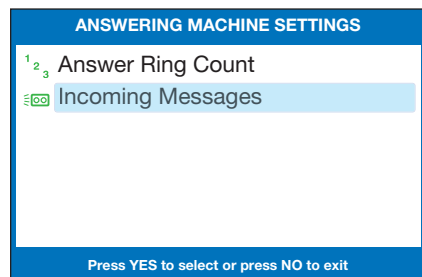 ANSWERING MACHINE SETTINGS
1 2 3 Answer Ring Count
Incoming Messages
Press YES to select or press NO to exit